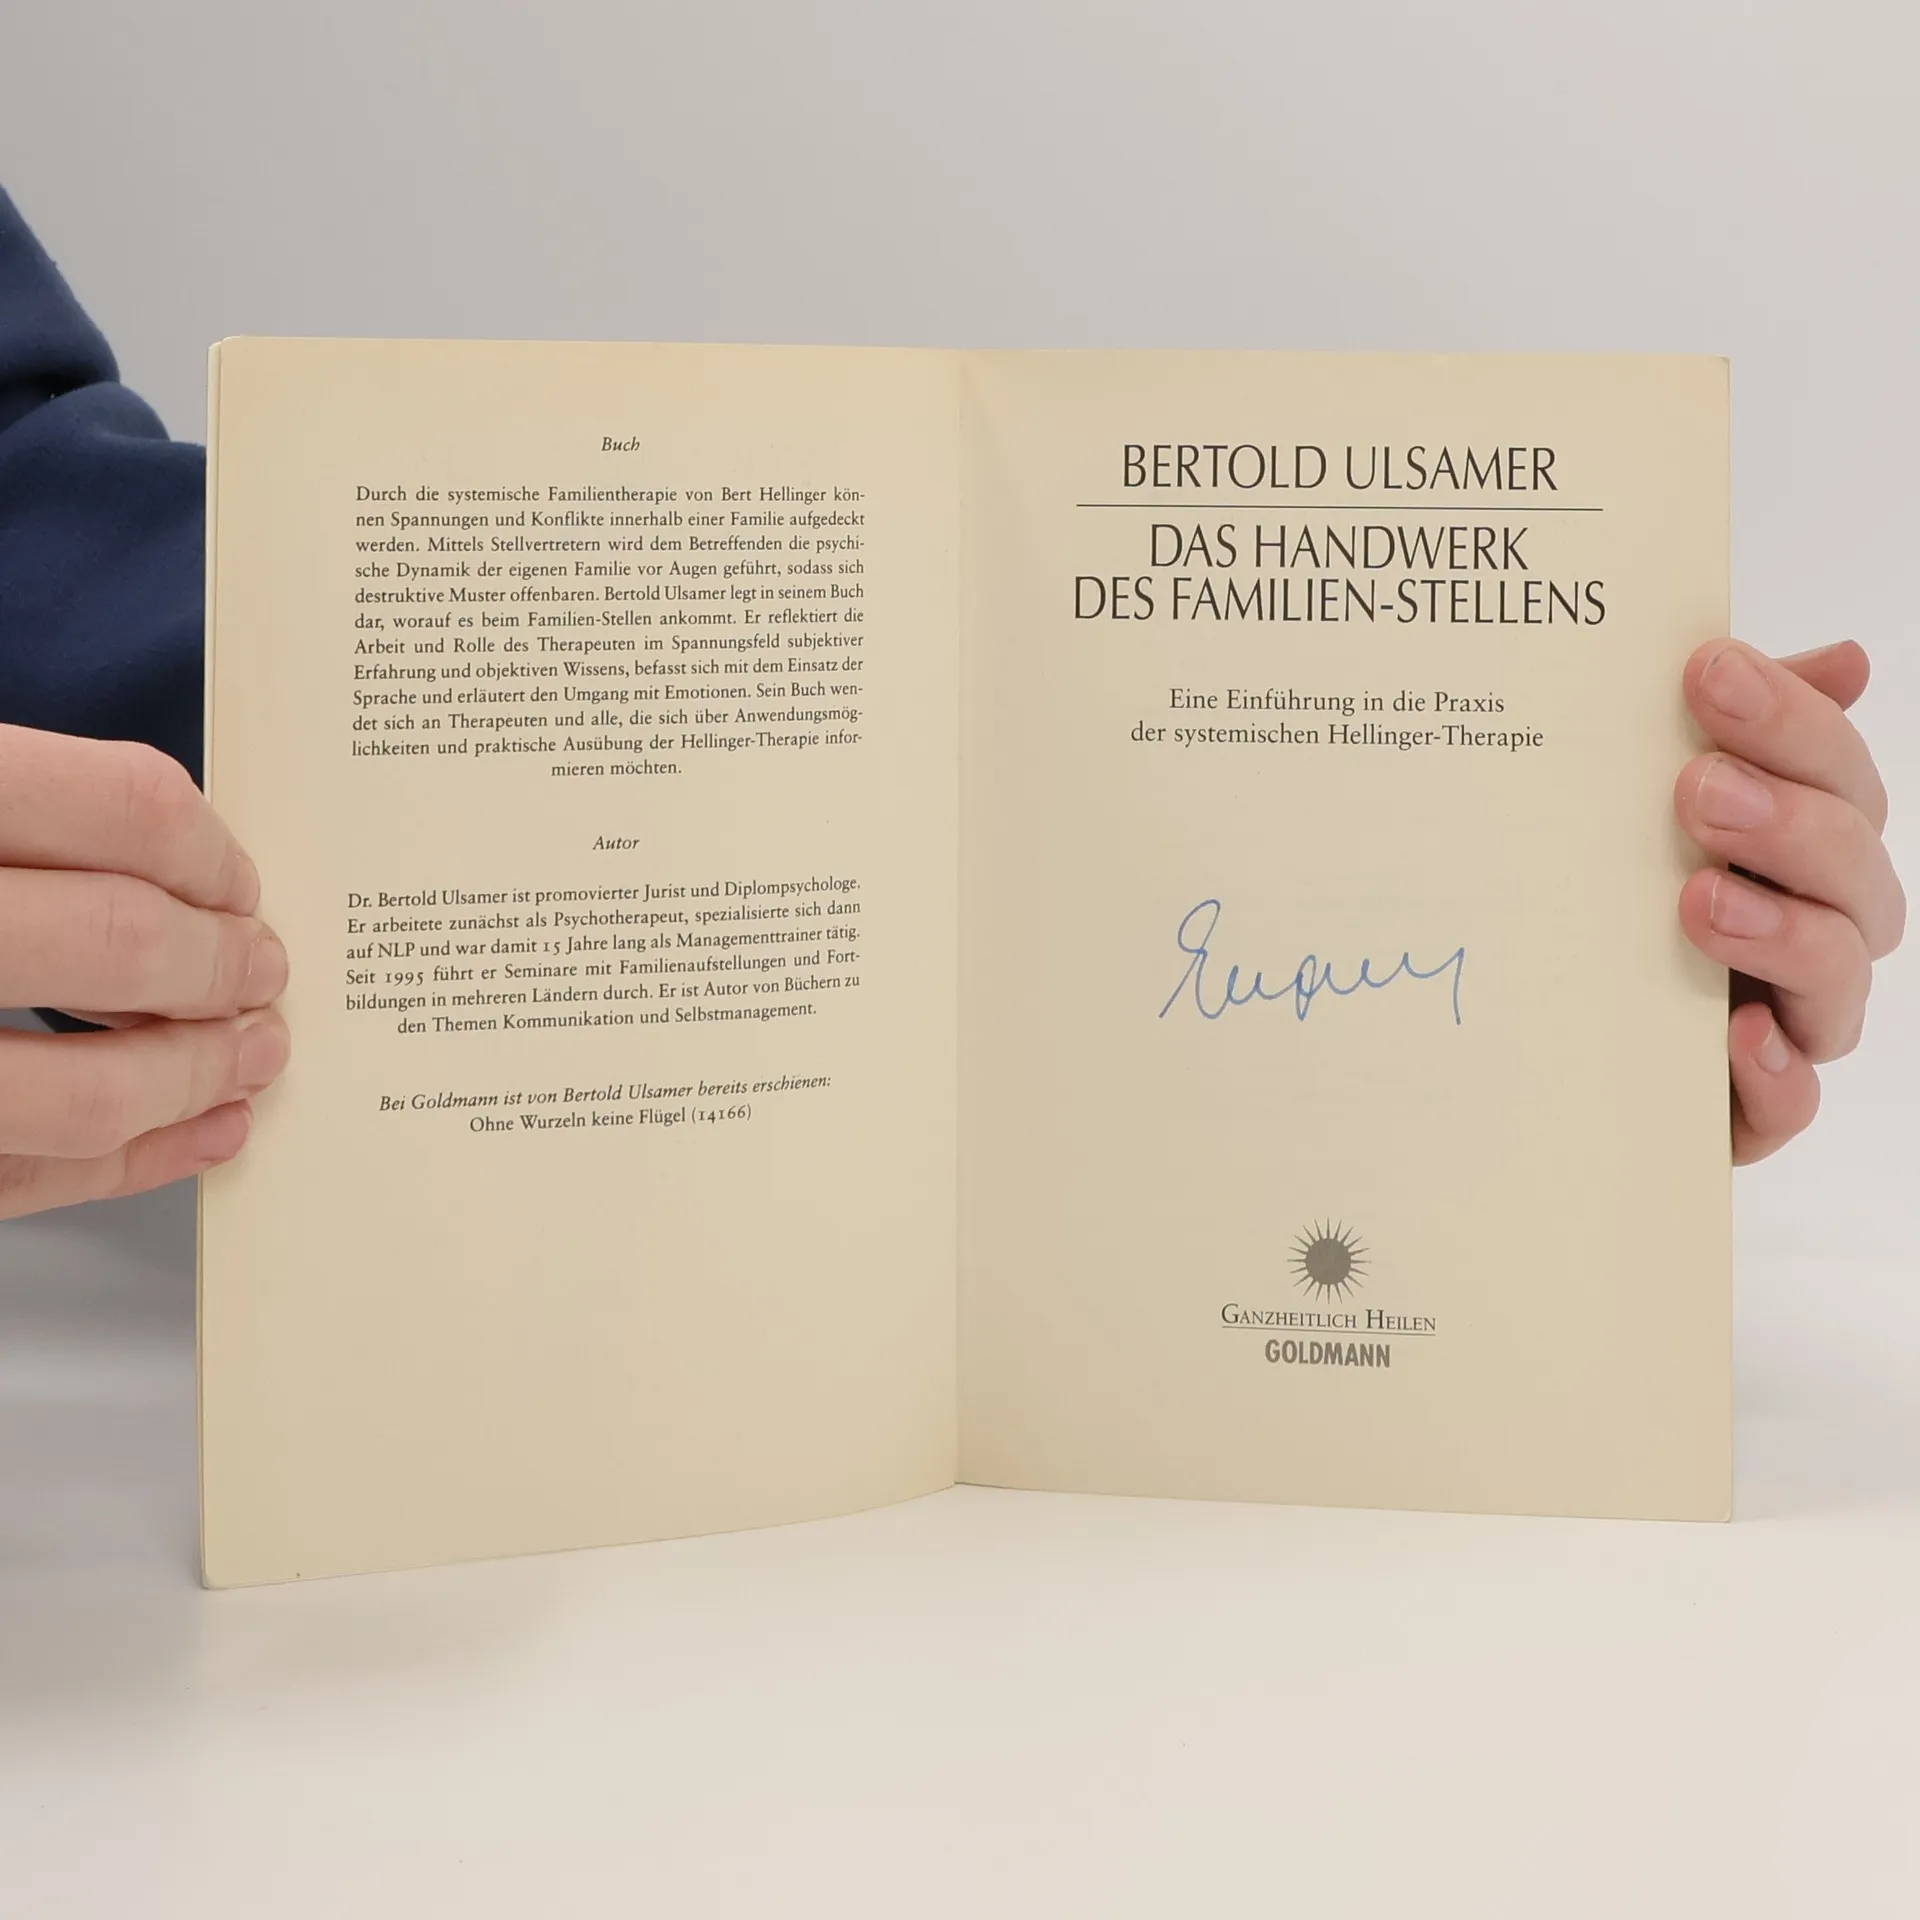 Buch
Durch die systemische Familientherapie von Bert Hellinger kön-
nen Spannungen und Konflikte innerhalb einer Familie aufgedeckt
werden. Mittels Stellvertretern wird dem Betreffenden die psychi-
sche Dynamik der eigenen Familie vor Augen geführt, sodass sich
destruktive Muster offenbaren. Bertold Ulsamer legt in seinem Buch
dar, worauf es beim Familien-Stellen ankommt. Er reflektiert die
Arbeit und Rolle des Therapeuten im Spannungsfeld subjektiver
Erfahrung und objektiven Wissens, befasst sich mit dem Einsatz der
Sprache und erläutert den Umgang mit Emotionen. Sein Buch wen-
det sich an Therapeuten und alle, die sich über Anwendungsmög-
lichkeiten und praktische Ausübung der Hellinger-Therapie infor-
mieren möchten.
Autor
Dr. Bertold Ulsamer ist promovierter Jurist und Diplompsychologe.
Er arbeitete zunächst als Psychotherapeut, spezialisierte sich dann
auf NLP und war damit 15 Jahre lang als Managementtrainer tätig.
Seit 1995 führt er Seminare mit Familienaufstellungen und Fort-
bildungen in mehreren Ländern durch. Er ist Autor von Büchern zu
den Themen Kommunikation und Selbstmanagement.
Bei Goldmann ist von Bertold Ulsamer bereits erschienen:
Ohne Wurzeln keine Flügel (14166)
BERTOLD ULSAMER
DAS HANDWERK
DES FAMILIEN-STELLENS
Eine Einführung in die Praxis
der systemischen Hellinger-Therapie
GANZHEITLICH HEILEN
GOLDMANN